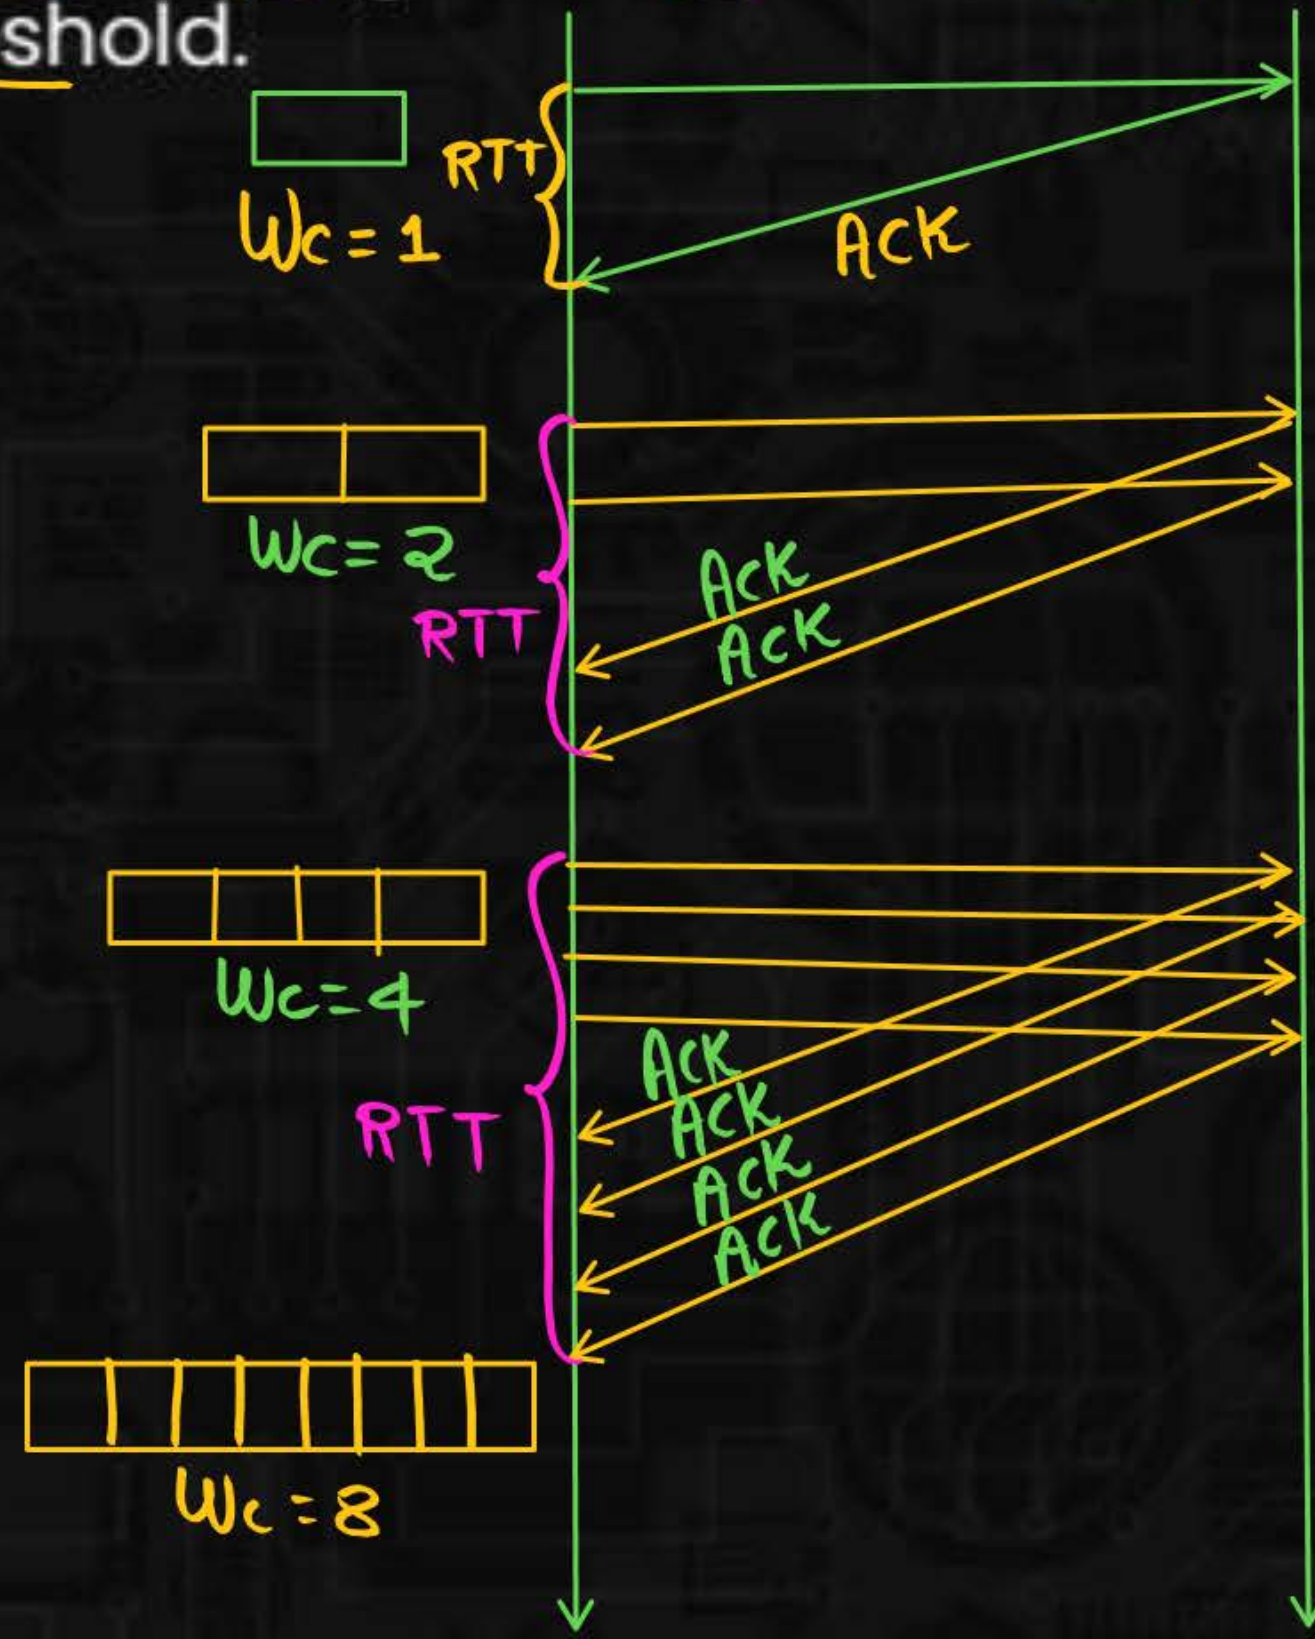 shold.
RTT
Wc = 1
ACK
Wc = 2
Ack
Ack
RTT
Wc = 4
Ack
Ack
Ack
Ack
RTT
Wc = 8